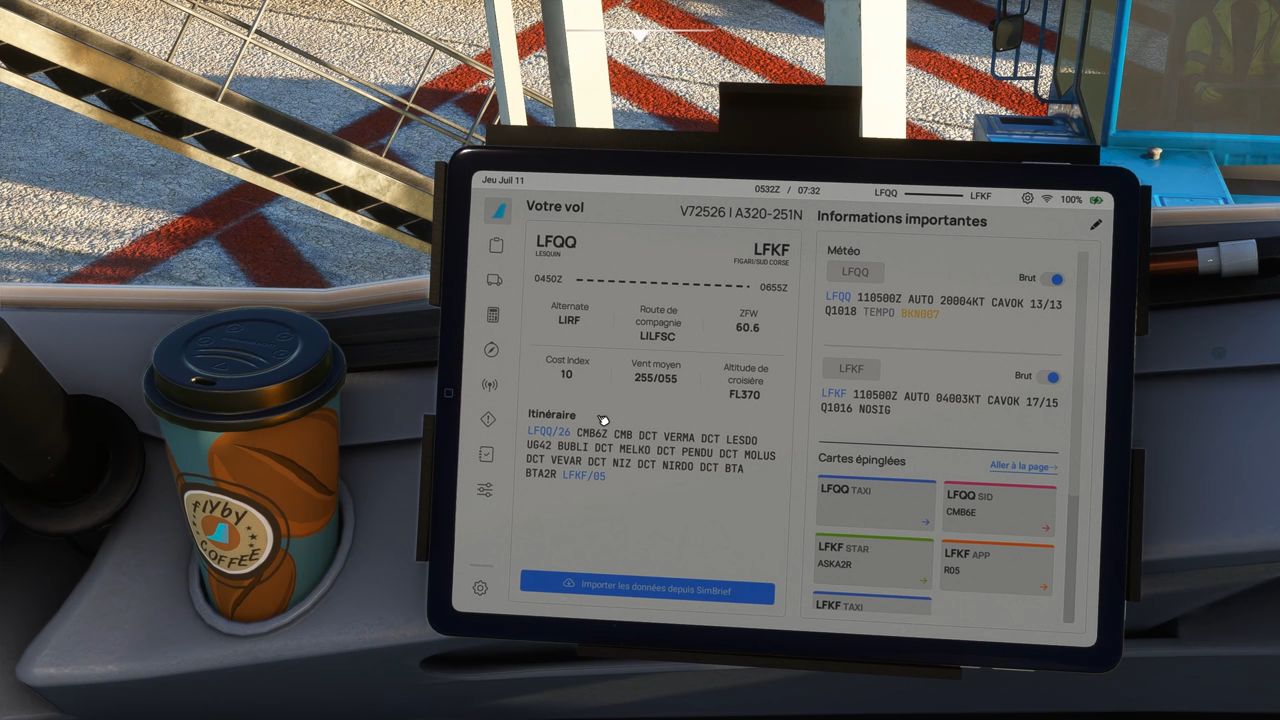 Jeu Juil 11
0532Z / 07:32
LFQQ
LFKF
100%
Votre vol
V72526 | A320-251N
LFQQ
LESQUIN
LFKF
FIGARI/SUD CORSE
0450Z
0655Z
Alternate
LIRF
Route de
compagnie
LILFSC
ZFW
60.6
Cost Index
10
Vent moyen
255/055
Altitude de
croisière
FL370
Itinéraire
LFQQ/26 CMB6Z CMB DCT VERMA DCT LESDO
UG42 BUBLI DCT MELKO DCT PENDU DCT MOLUS
DCT VEVAR DCT NIZ DCT NIRDO DCT BTA
BTA2R LFKF/05
Importer les données depuis SimBrief
Informations importantes
Météo
LFQQ
Brut
LFQQ 110500Z AUTO 20004KT CAVOK 13/13
Q1018 TEMPO BKN007
LFKF
Brut
LFKF 110500Z AUTO 04003KT CAVOK 17/15
Q1016 NOSIG
Cartes épinglées
Aller à la page
LFQQ TAXI
LFQQ SID
CMB6E
LFKF STAR
ASKA2R
LFKF APP
R05
LFKF TAXI
flyby
COFFEE